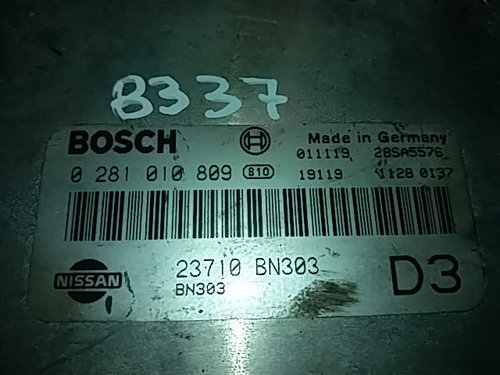 8337
BOSCH
Made in Germany
011119 28SA5576
0 281 010 809 810
19119 1128 0137
23710 BN303
BN303
NISSAN
D3